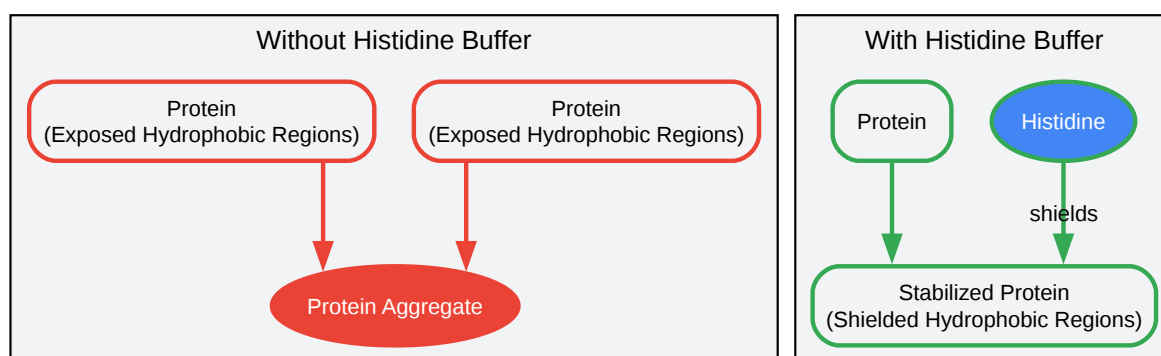 Without Histidine Buffer
Protein
(Exposed Hydrophobic Regions)
Protein
(Exposed Hydrophobic Regions)
Protein Aggregate
With Histidine Buffer
Protein
Histidine
shields
Stabilized Protein
(Shielded Hydrophobic Regions)